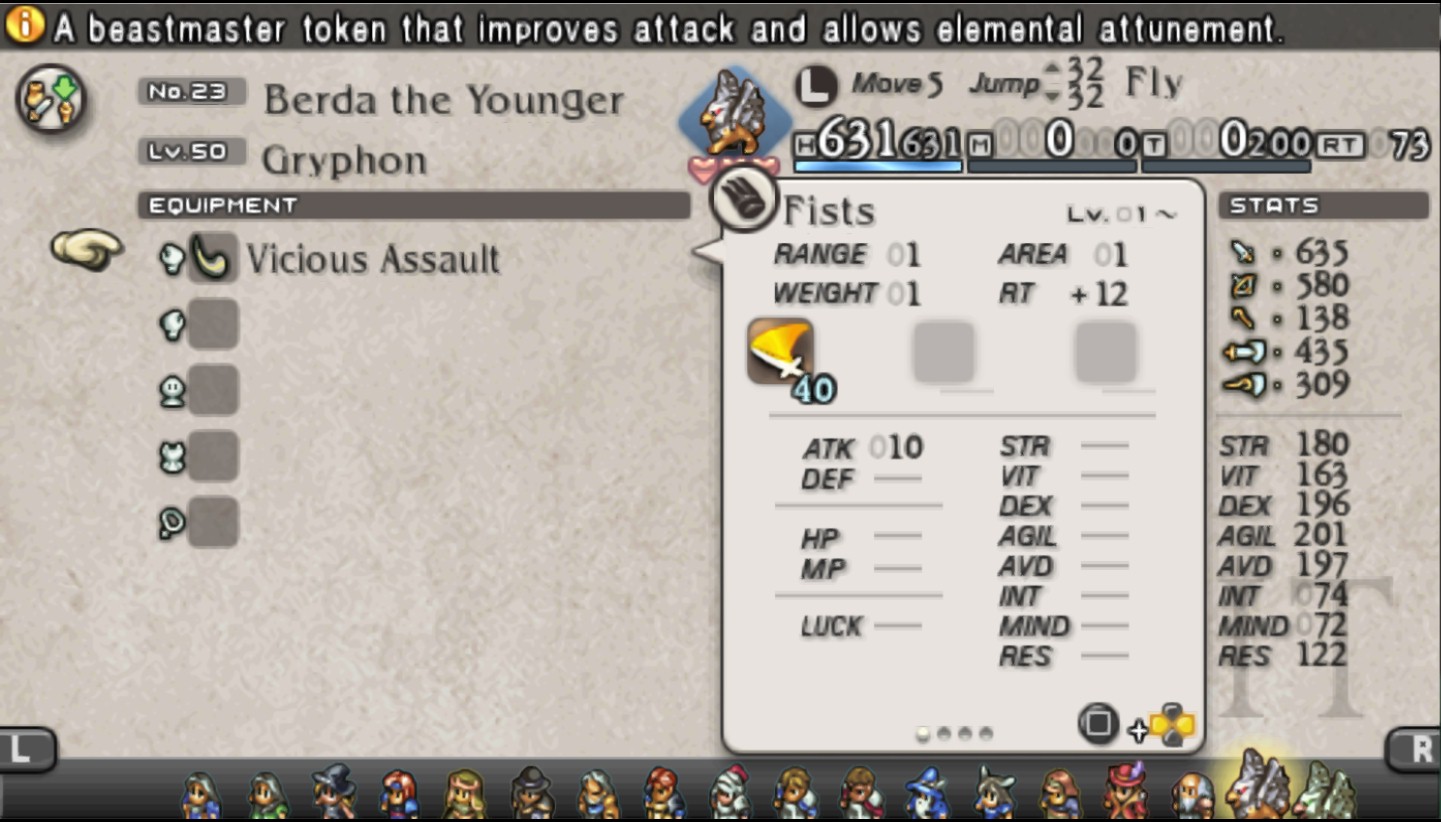 A beastmaster token that improves attack and allows elemental attunement.
No.23 Berda the Younger
Lv.50 Gryphon
L Move 5 Jump 32 32 Fly
H 631 631 M 000 0 000 0 T 000 0 200 RT 073
EQUIPMENT
Vicious Assault
Fists Lv. 01 ~
RANGE 01 AREA 01
WEIGHT 01 RT +12
40
ATK 010 STR
DEF VIT
DEX
HP AGIL
MP AVD
INT
LUCK MIND
RES
+
STATS
635
580
138
435
309
STR 180
VIT 163
DEX 196
AGIL 201
AVD 197
INT 074
MIND 072
RES 122
L
R